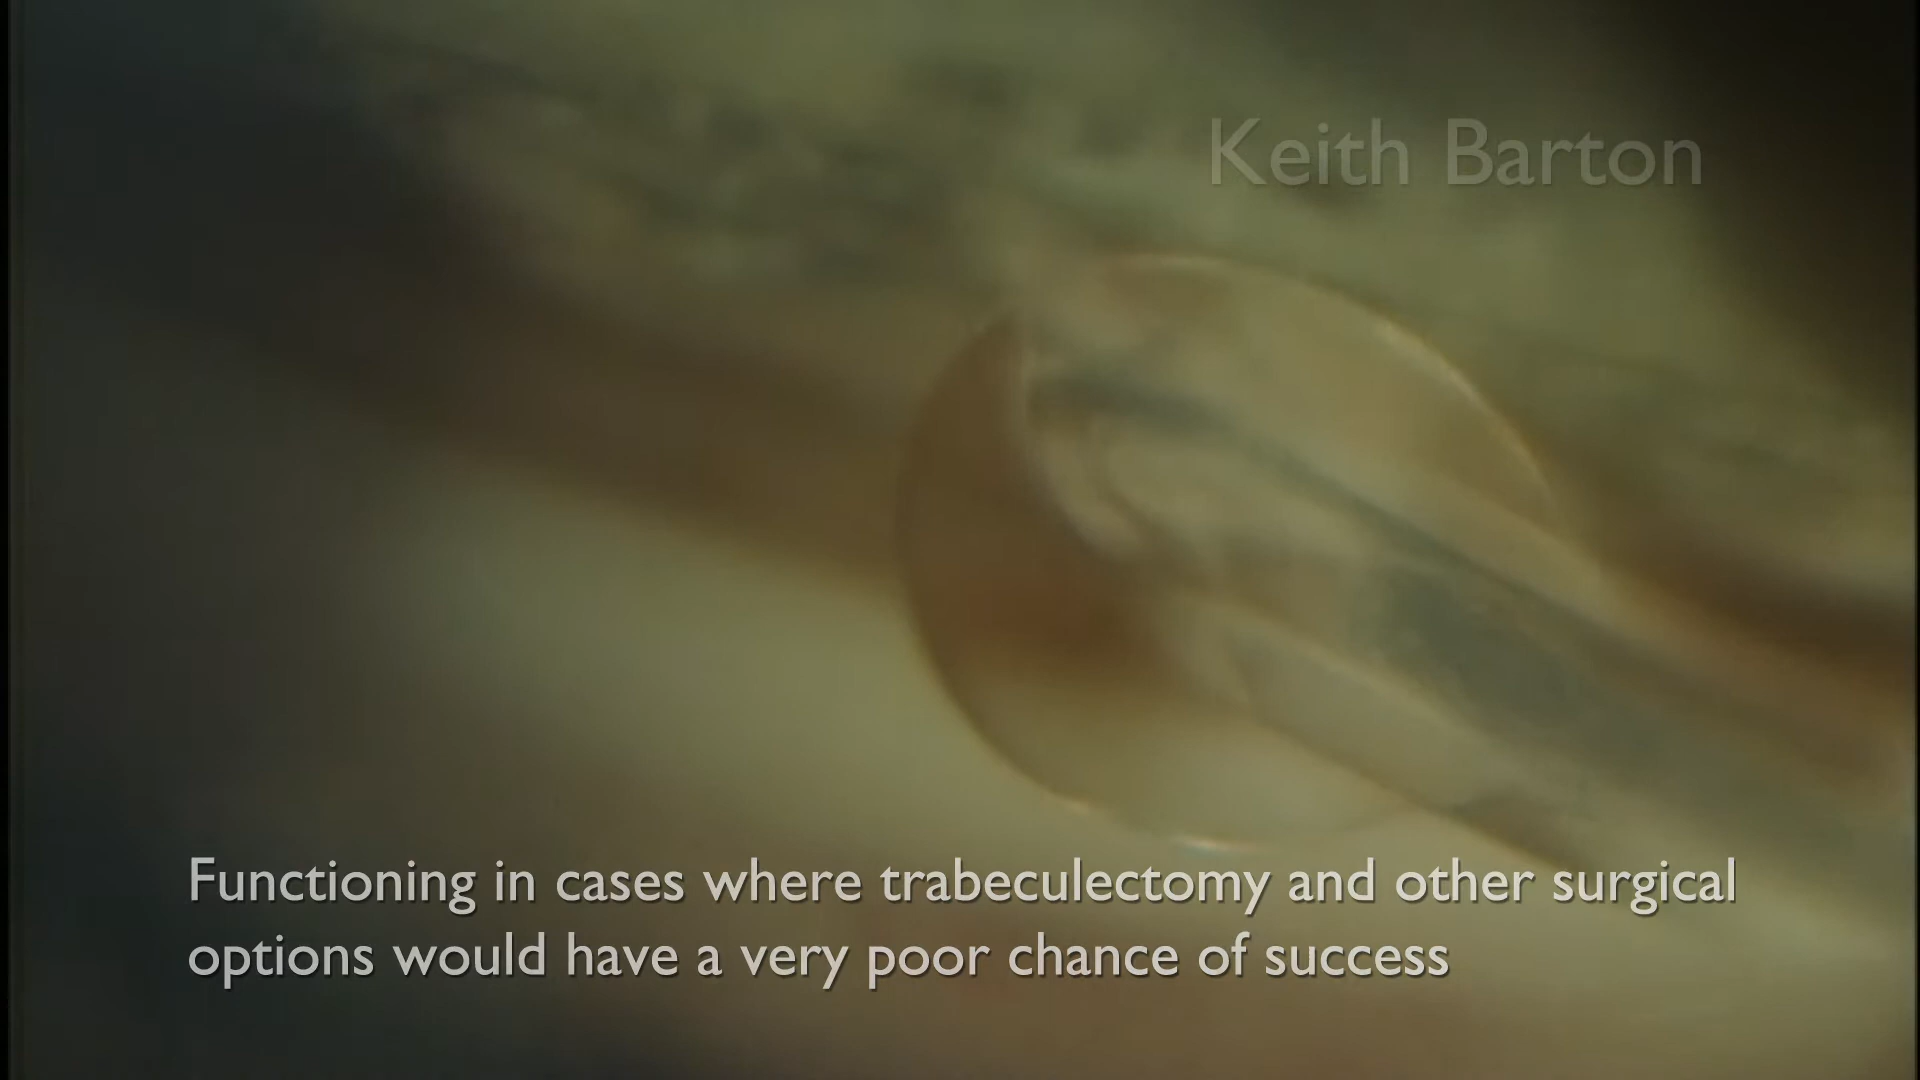 Keith Barton
Functioning in cases where trabeculectomy and other surgical
options would have a very poor chance of success